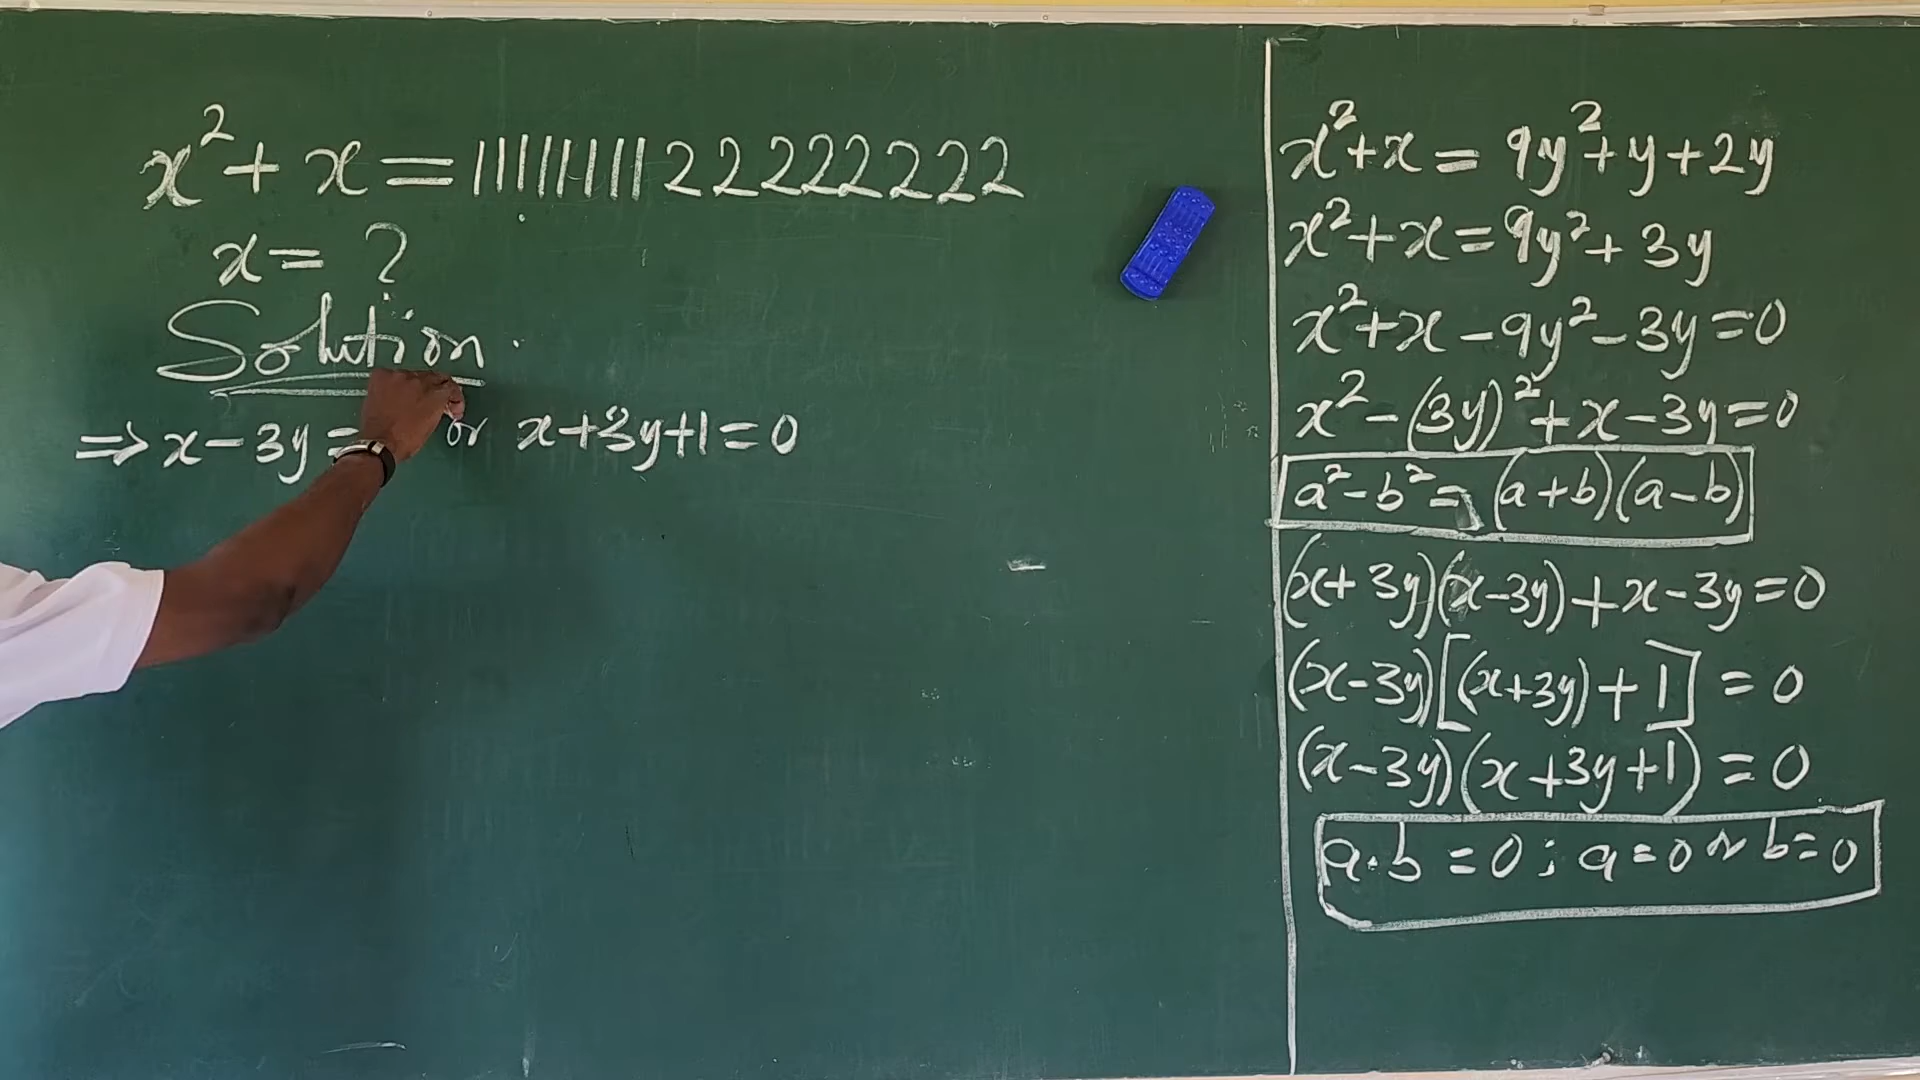 x²+x=1111111122222222
x= ?
Solution.
⇒ x-3y= or x+3y+1=0
x²+x= 9y²+y+2y
x²+x=9y²+3y
x²+x-9y²-3y=0
x²-(3y)²+x-3y=0
a²-b²=(a+b)(a-b)
(x+3y)(x-3y)+x-3y=0
(x-3y)[(x+3y)+1]=0
(x-3y)(x+3y+1)=0
a·b=0; a=0 or b=0